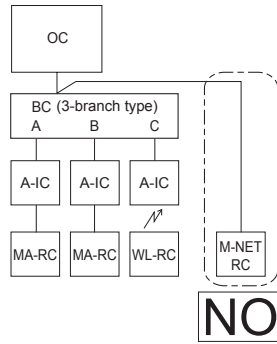 OC
BC (3-branch type)
A B C
A-IC A-IC A-IC
MA-RC MA-RC WL-RC
M-NET
RC
NO